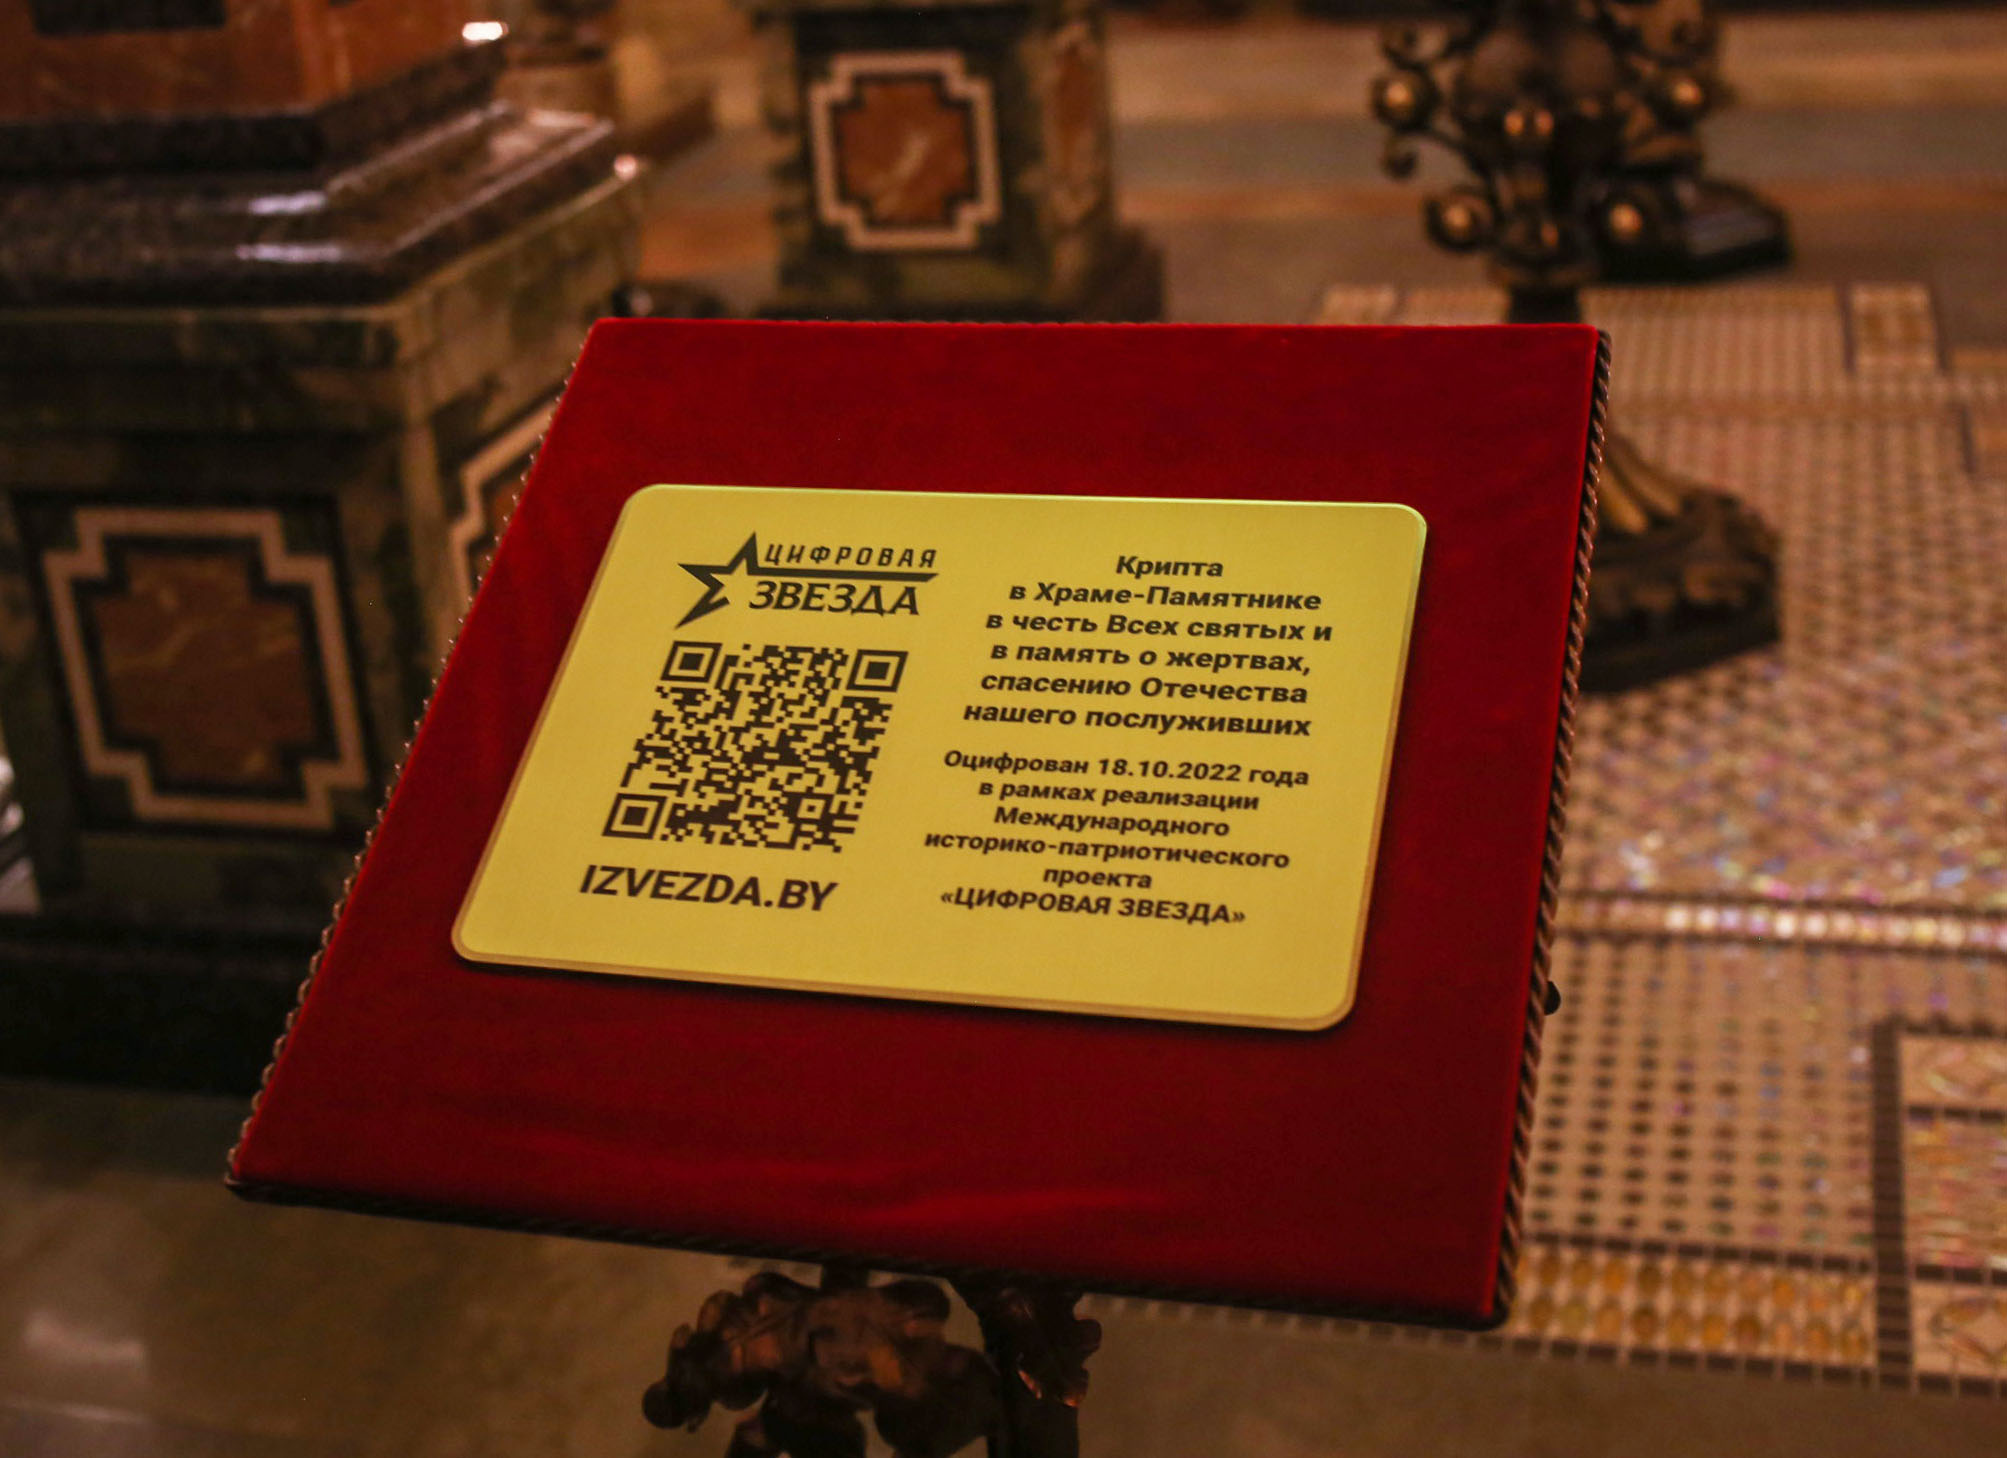 ЦИФРОВАЯ
ЗВЕЗДА
IZVEZDA.BY
Крипта
в Храме-Памятнике
в честь Всех святых и
в память о жертвах,
спасению Отечества
нашего послуживших
Оцифрован 18.10.2022 года
в рамках реализации
Международного
историко-патриотического
проекта
«ЦИФРОВАЯ ЗВЕЗДА»